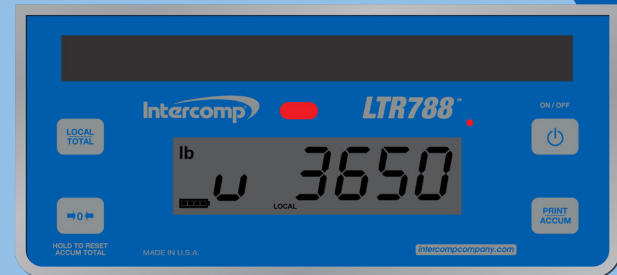 Intercomp
LTR788™
ON / OFF
LOCAL
TOTAL
lb
u 3650
LOCAL
➡0⬅
PRINT
ACCUM
HOLD TO RESET
ACCUM TOTAL
MADE IN U.S.A.
intercompcompany.com